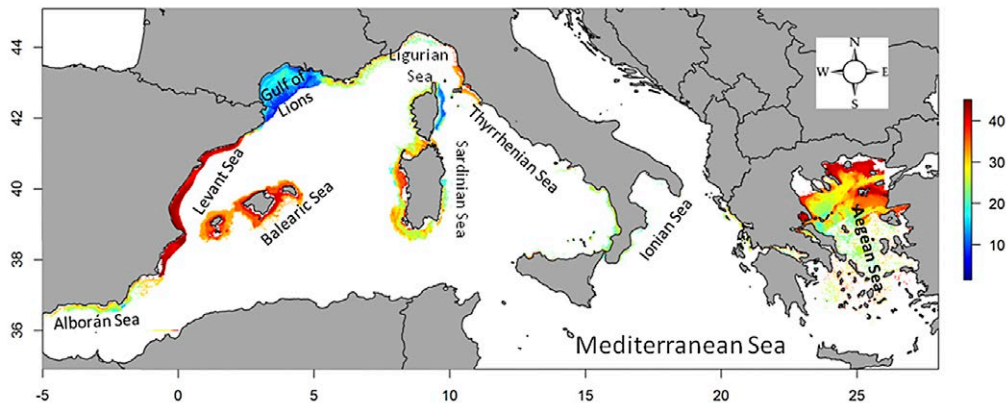 44
42
40
38
36
-5
0
5
10
15
20
25
Gulf of
Lions
Ligurian
Sea
Levant Sea
Balearic Sea
Alborán Sea
Thyrrhenian Sea
Sardinian Sea
Ionian Sea
Aegean Sea
Mediterranean Sea
N
W
E
S
40
30
20
10